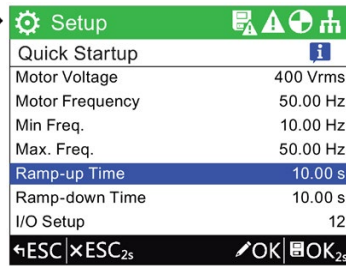 Setup
Quick Startup
Motor Voltage 400 Vrms
Motor Frequency 50.00 Hz
Min Freq. 10.00 Hz
Max. Freq. 50.00 Hz
Ramp-up Time 10.00 s
Ramp-down Time 10.00 s
I/O Setup 12
ESC ESC2s OK OK2s